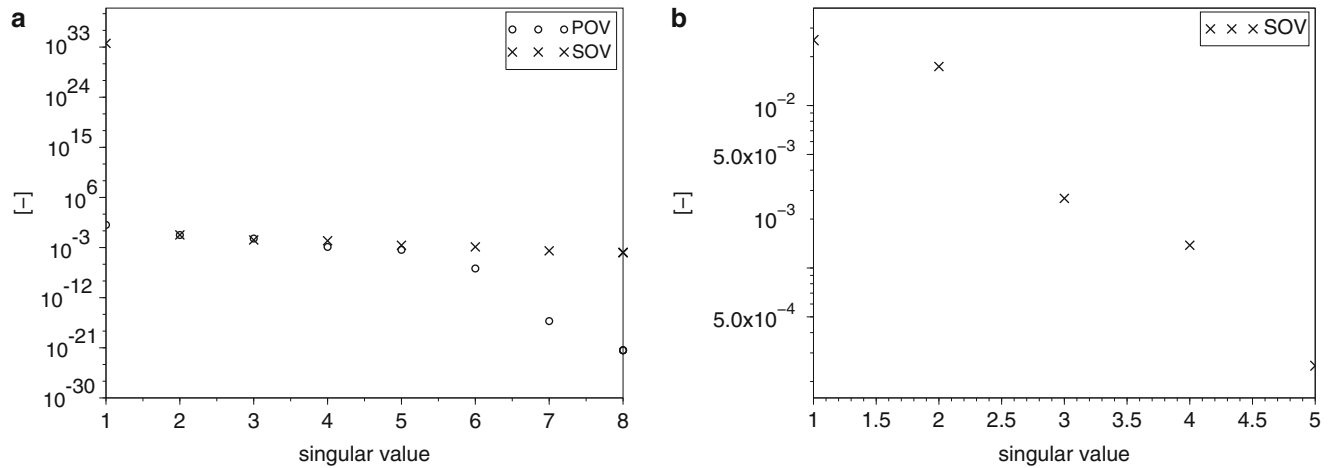 a
10^33
10^24
10^15
10^6
10^-3
10^-12
10^-21
10^-30
[−]
1 2 3 4 5 6 7 8
singular value
POV
SOV
b
10^-2
5.0x10^-3
10^-3
5.0x10^-4
[−]
1 1.5 2 2.5 3 3.5 4 4.5 5
singular value
SOV